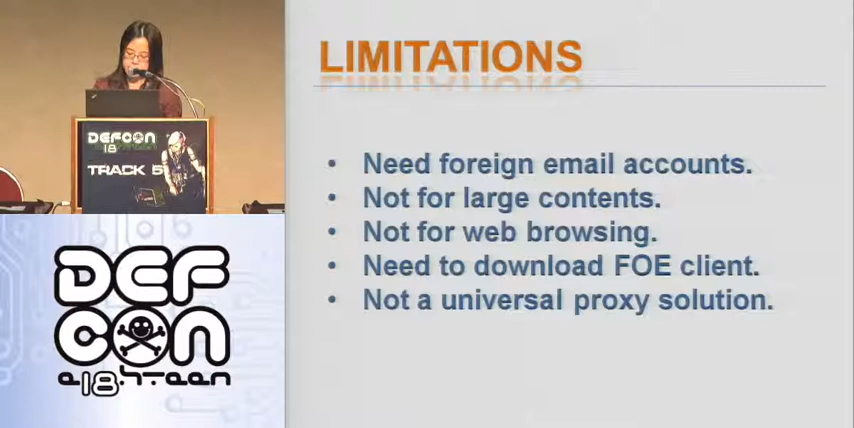 LIMITATIONS
• Need foreign email accounts.
• Not for large contents.
• Not for web browsing.
• Need to download FOE client.
• Not a universal proxy solution.
DEFCON
18
TRACK 5
DEF
CON
e18hteen